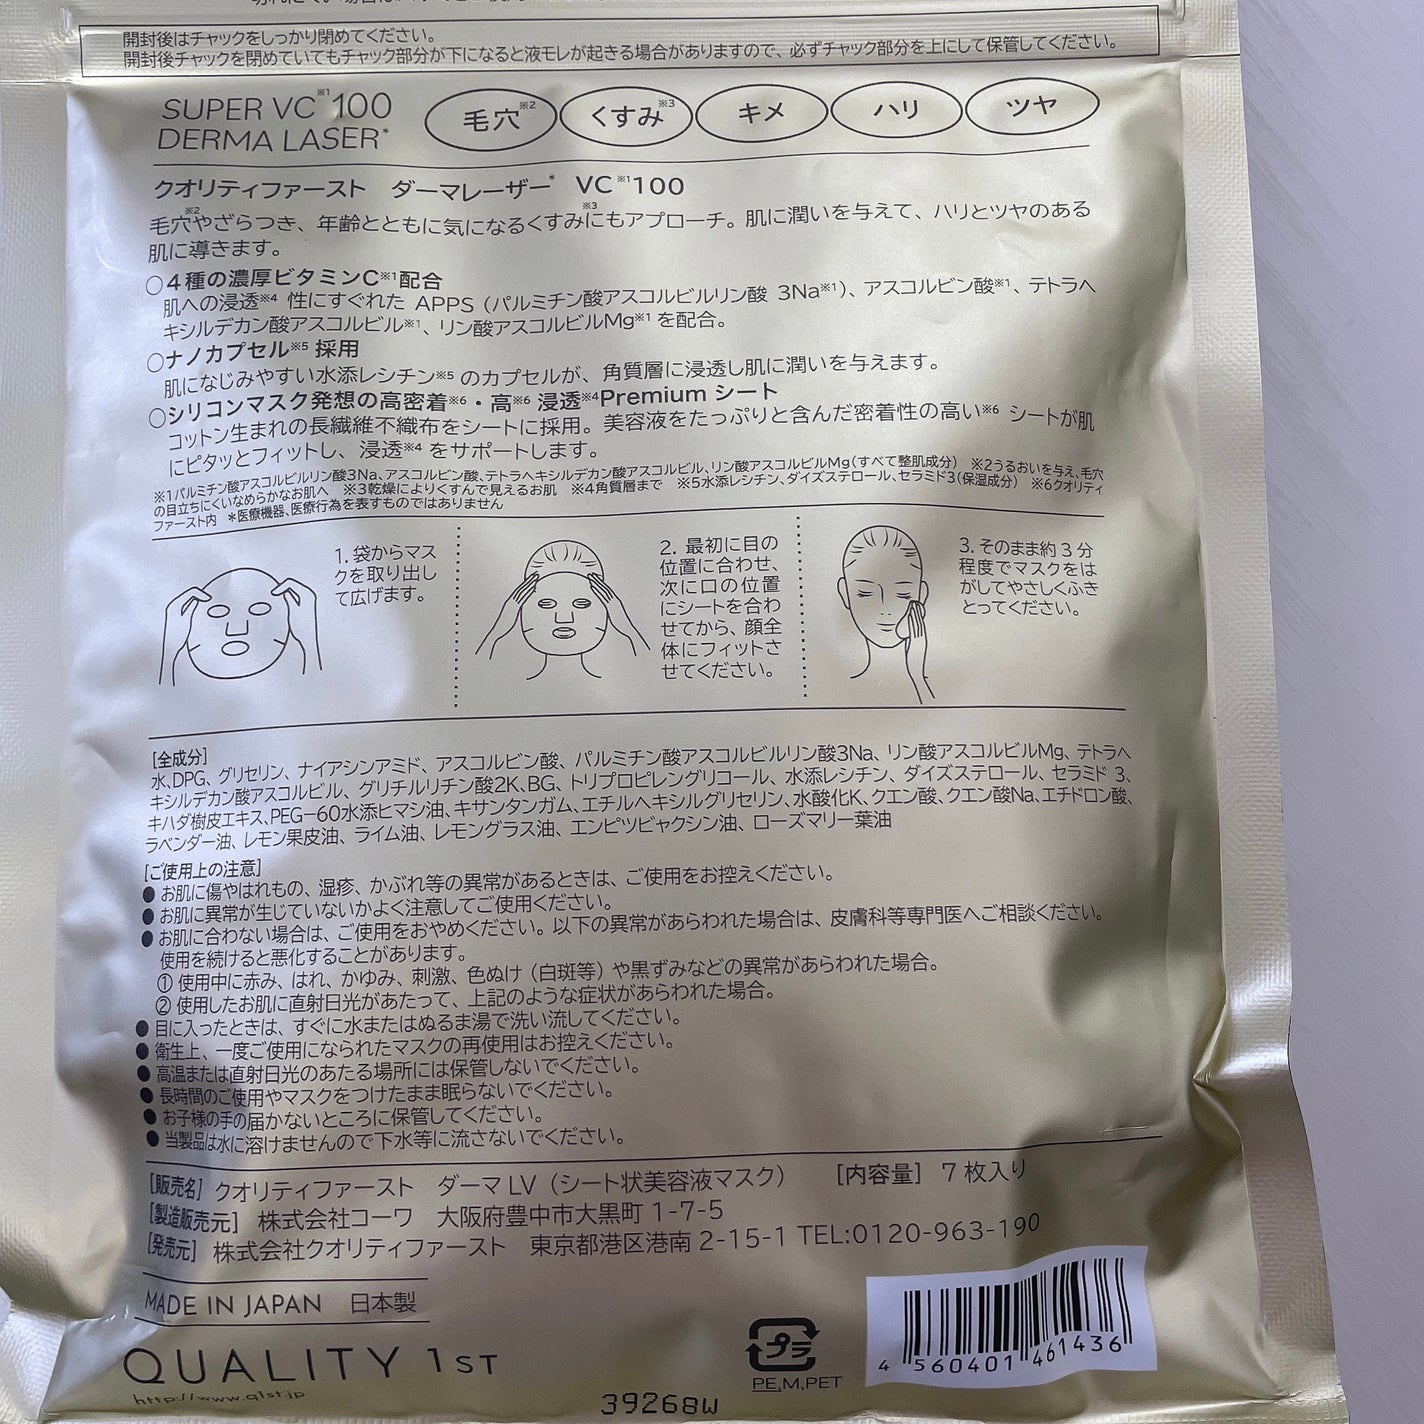 開封後はチャックをしっかり閉めてください。
開封後チャックを閉めていてもチャック部分が下になると液モレが起きる場合がありますので、必ずチャック部分を上にして保管してください。
SUPER VC※1 100
DERMA LASER*
毛穴※2 くすみ※3 キメ ハリ ツヤ
クオリティファースト ダーマレーザー* VC※1100
毛穴※2やざらつき、年齢とともに気になるくすみ※3にもアプローチ。肌に潤いを与えて、ハリとツヤのある
肌に導きます。
○4種の濃厚ビタミンC※1配合
肌への浸透※4 性にすぐれた APPS（パルミチン酸アスコルビルリン酸 3Na※1）、アスコルビン酸※1、テトラヘ
キシルデカン酸アスコルビル※1、リン酸アスコルビルMg※1 を配合。
○ナノカプセル※5 採用
肌になじみやすい水添レシチン※5 のカプセルが、角質層に浸透し肌に潤いを与えます。
○シリコンマスク発想の高密着※6・高※6 浸透※4Premium シート
コットン生まれの長繊維不織布をシートに採用。美容液をたっぷりと含んだ密着性の高い※6 シートが肌
にピタッとフィットし、浸透※4 をサポートします。
※1パルミチン酸アスコルビルリン酸3Na、アスコルビン酸、テトラヘキシルデカン酸アスコルビル、リン酸アスコルビルMg（すべて整肌成分） ※2うるおいを与え、毛穴
の目立ちにくいなめらかなお肌へ ※3乾燥によりくすんで見えるお肌 ※4角質層まで ※5水添レシチン、ダイズステロール、セラミド3（保湿成分） ※6クオリティ
ファースト内 *医療機器、医療行為を表すものではありません
1. 袋からマス
クを取り出し
て広げます。
2. 最初に目の
位置に合わせ、
次に口の位置
にシートを合わ
せてから、顔全
体にフィットさ
せてください。
3. そのまま約3分
程度でマスクをは
がしてやさしくふき
とってください。
[全成分]
水、DPG、グリセリン、ナイアシンアミド、アスコルビン酸、パルミチン酸アスコルビルリン酸3Na、リン酸アスコルビルMg、テトラヘ
キシルデカン酸アスコルビル、グリチルリチン酸2K、BG、トリプロピレングリコール、水添レシチン、ダイズステロール、セラミド 3、
キハダ樹皮エキス、PEG-60水添ヒマシ油、キサンタンガム、エチルヘキシルグリセリン、水酸化K、クエン酸、クエン酸Na、エチドロン酸、
ラベンダー油、レモン果皮油、ライム油、レモングラス油、エンピツビャクシン油、ローズマリー葉油
[ご使用上の注意]
●お肌に傷やはれもの、湿疹、かぶれ等の異常があるときは、ご使用をお控えください。
●お肌に異常が生じていないかよく注意してご使用ください。
●お肌に合わない場合は、ご使用をおやめください。以下の異常があらわれた場合は、皮膚科等専門医へご相談ください。
使用を続けると悪化することがあります。
① 使用中に赤み、はれ、かゆみ、刺激、色ぬけ（白斑等）や黒ずみなどの異常があらわれた場合。
② 使用したお肌に直射日光があたって、上記のような症状があらわれた場合。
●目に入ったときは、すぐに水またはぬるま湯で洗い流してください。
●衛生上、一度ご使用になられたマスクの再使用はお控えください。
●高温または直射日光のあたる場所には保管しないでください。
●長時間のご使用やマスクをつけたまま眠らないでください。
●お子様の手の届かないところに保管してください。
●当製品は水に溶けませんので下水等に流さないでください。
[販売名] クオリティファースト ダーマ LV（シート状美容液マスク） [内容量] 7 枚入り
[製造販売元] 株式会社コーワ 大阪府豊中市大黒町 1-7-5
[発売元] 株式会社クオリティファースト 東京都港区港南 2-15-1 TEL:0120-963-190
MADE IN JAPAN 日本製
QUALITY 1ST
http://www.q1st.jp
プラ
PE,M,PET
4 560401 461436
39268W